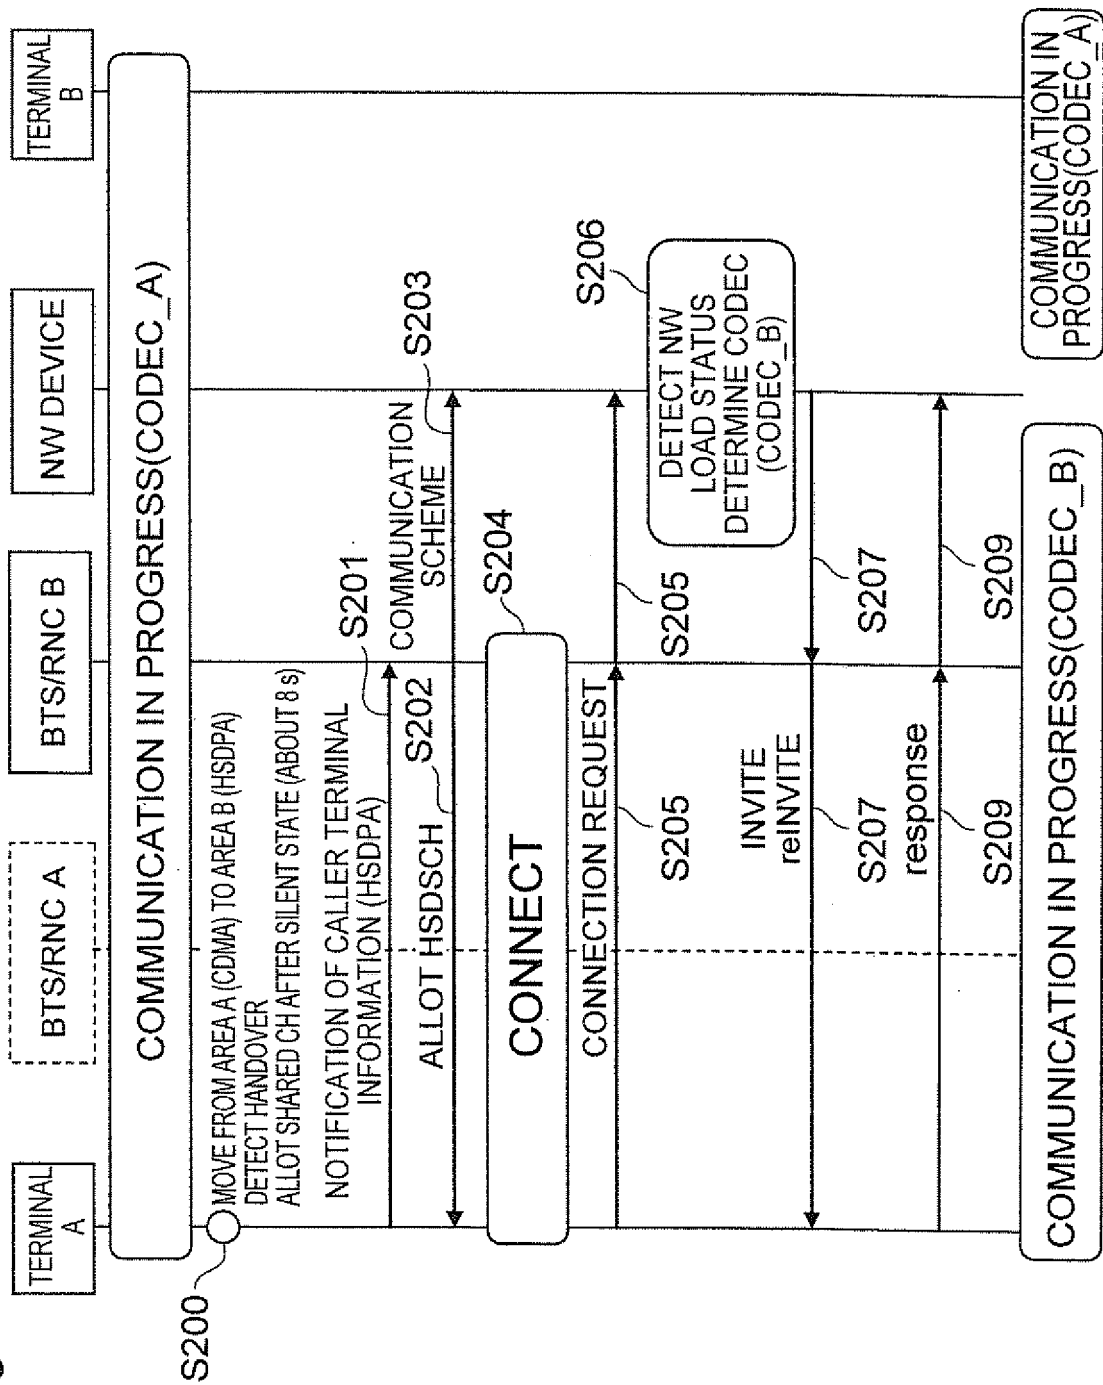 TERMINAL
A
BTS/RNC A
BTS/RNC B
NW DEVICE
TERMINAL
B
COMMUNICATION IN PROGRESS(CODEC_A)
S200
MOVE FROM AREA A (CDMA) TO AREA B (HSDPA)
DETECT HANDOVER
ALLOT SHARED CH AFTER SILENT STATE (ABOUT 8 s)
NOTIFICATION OF CALLER TERMINAL
INFORMATION (HSDPA)
S201
ALLOT HSDSCH
S202
COMMUNICATION
SCHEME
S203
CONNECT
S204
CONNECTION REQUEST
S205
S205
S206
DETECT NW
LOAD STATUS
DETERMINE CODEC
(CODEC_B)
INVITE
reINVITE
S207
S207
response
S209
S209
COMMUNICATION IN PROGRESS(CODEC_B)
COMMUNICATION IN
PROGRESS(CODEC_A)